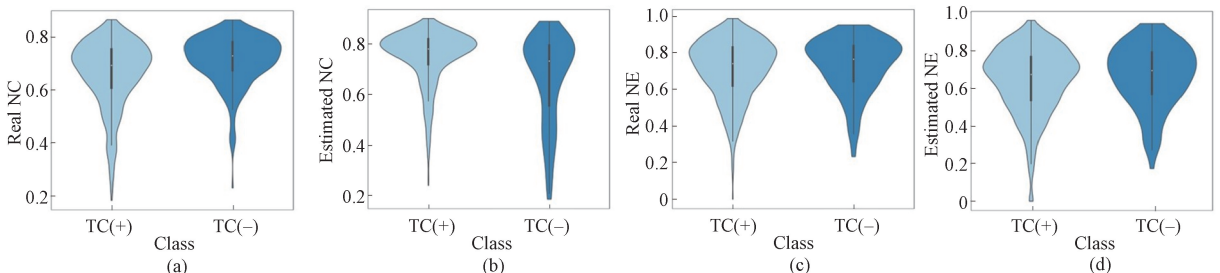 Real NC
0.8
0.6
0.4
0.2
TC(+) TC(−)
Class
(a)
Estimated NC
0.8
0.6
0.4
0.2
TC(+) TC(−)
Class
(b)
Real NE
1.0
0.8
0.6
0.4
0.2
0
TC(+) TC(−)
Class
(c)
Estimated NE
1.0
0.8
0.6
0.4
0.2
0
TC(+) TC(−)
Class
(d)